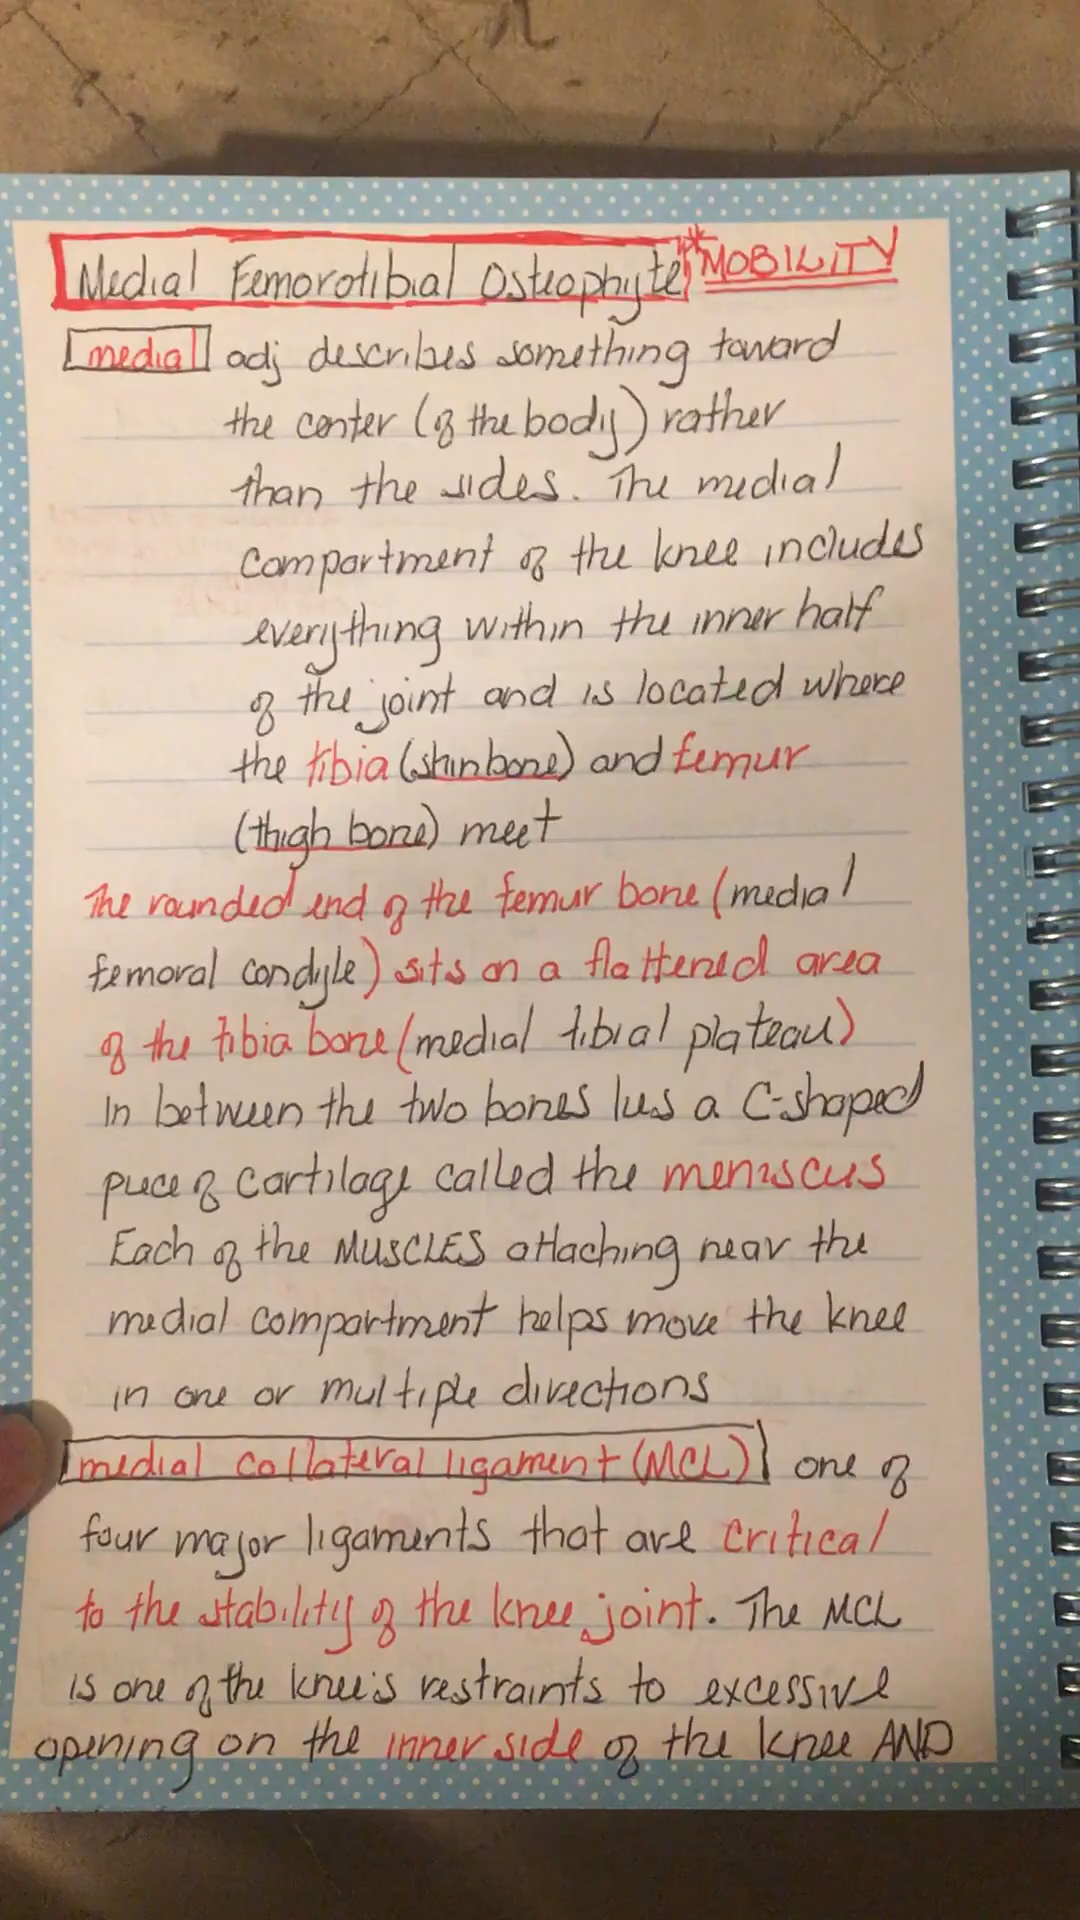 Medial Femorotibial Osteophyte *MOBILITY
medial adj describes something toward
the center (of the body) rather
than the sides. The medial
compartment of the knee includes
everything within the inner half
of the joint and is located where
the tibia (shinbone) and femur
(thigh bone) meet
The rounded end of the femur bone (medial
femoral condyle) sits on a flattened area
of the tibia bone (medial tibial plateau)
In between the two bones lies a C-shaped
piece of cartilage called the meniscus
Each of the MUSCLES attaching near the
medial compartment helps move the knee
in one or multiple directions
medial collateral ligament (MCL) one of
four major ligaments that are critical
to the stability of the knee joint. The MCL
is one of the knee's restraints to excessive
opening on the inner side of the knee AND